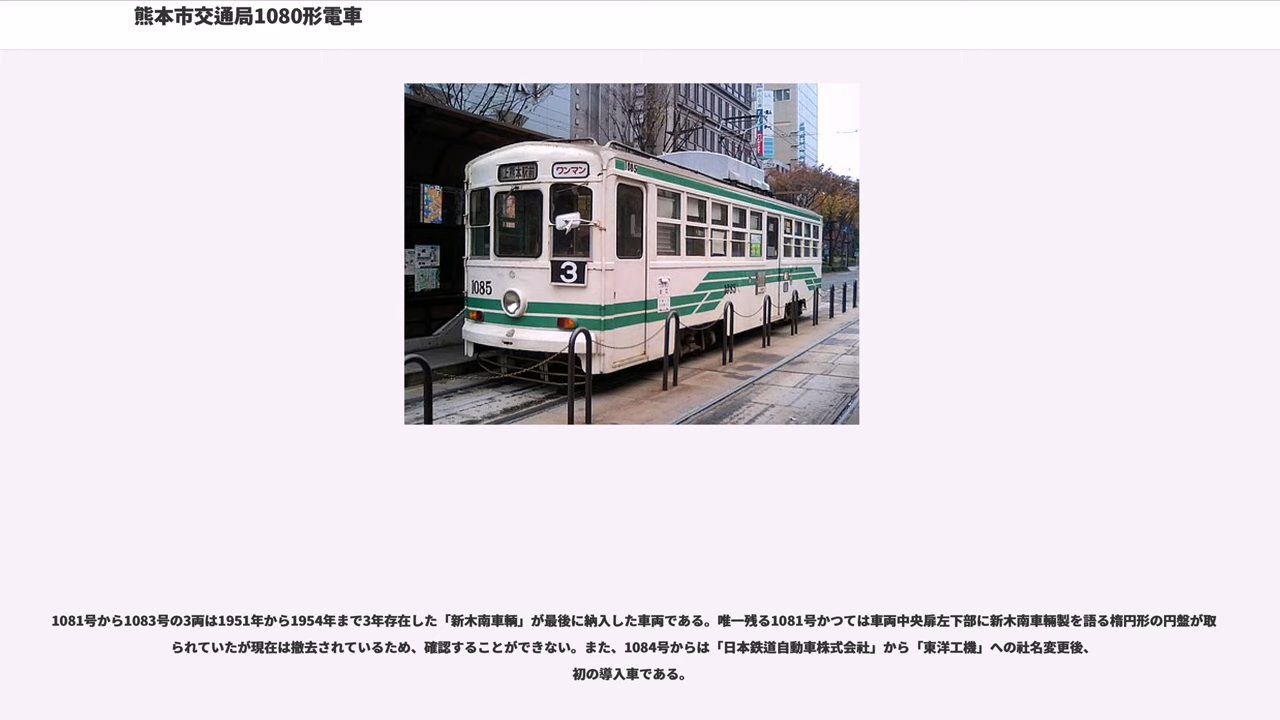 熊本市交通局1080形電車
上熊本駅前
ワンマン
1085
3
1085
1081号から1083号の3両は1951年から1954年まで3年存在した「新木南車輌」が最後に納入した車両である。唯一残る1081号かつては車両中央扉左下部に新木南車輌製を語る楕円形の円盤が取
られていたが現在は撤去されているため、確認することができない。また、1084号からは「日本鉄道自動車株式会社」から「東洋工機」への社名変更後、
初の導入車である。